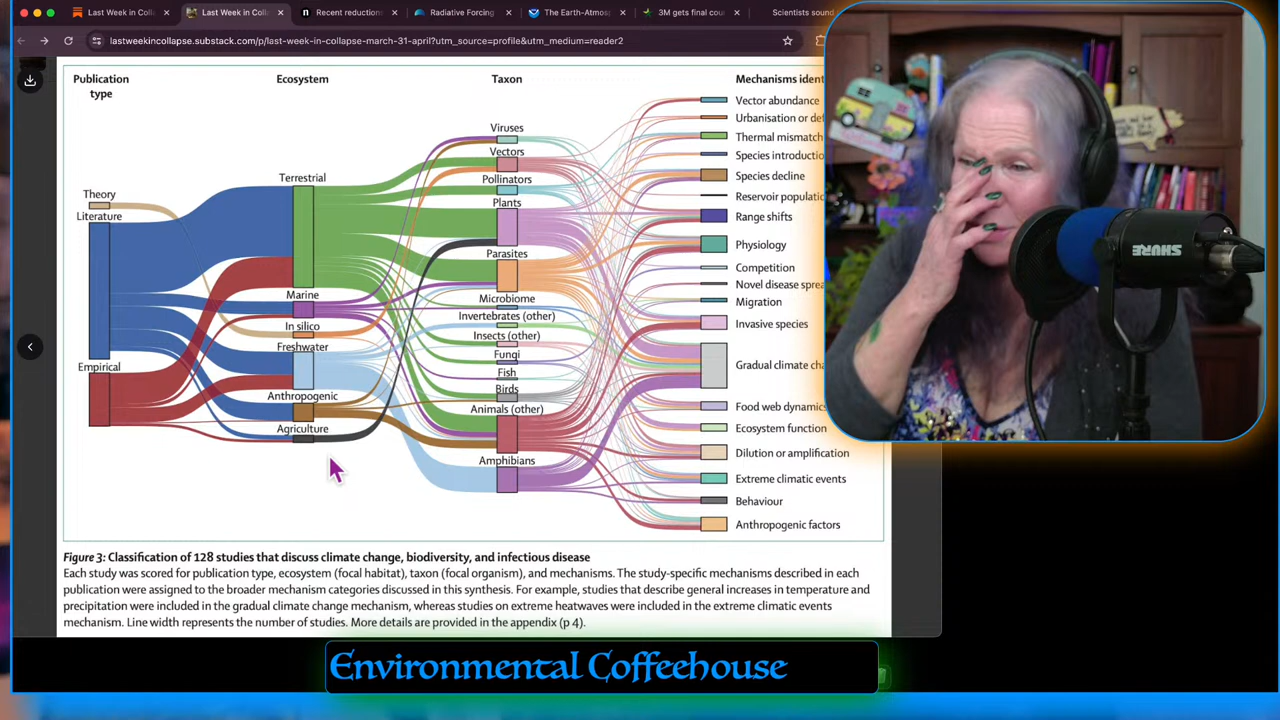 Last Week in Colla
Last Week in Collap
Recent reduction
Radiative Forcing
The Earth-Atmos
3M gets final cou
Scientists sound
lastweekincollapse.substack.com/p/last-week-in-collapse-march-31-april?utm_source=profile&utm_medium=reader2
Publication
type
Ecosystem
Taxon
Mechanisms ident
Theory
Literature
Empirical
Terrestrial
Marine
In silico
Freshwater
Anthropogenic
Agriculture
Viruses
Vectors
Pollinators
Plants
Parasites
Microbiome
Invertebrates (other)
Insects (other)
Fungi
Fish
Birds
Animals (other)
Amphibians
Vector abundance
Urbanisation or def
Thermal mismatch
Species introductio
Species decline
Reservoir populati
Range shifts
Physiology
Competition
Novel disease sprea
Migration
Invasive species
Gradual climate cha
Food web dynamics
Ecosystem function
Dilution or amplification
Extreme climatic events
Behaviour
Anthropogenic factors
Figure 3: Classification of 128 studies that discuss climate change, biodiversity, and infectious disease
Each study was scored for publication type, ecosystem (focal habitat), taxon (focal organism), and mechanisms. The study-specific mechanisms described in each
publication were assigned to the broader mechanism categories discussed in this synthesis. For example, studies that describe general increases in temperature and
precipitation were included in the gradual climate change mechanism, whereas studies on extreme heatwaves were included in the extreme climatic events
mechanism. Line width represents the number of studies. More details are provided in the appendix (p 4).
SHURE
Environmental Coffeehouse